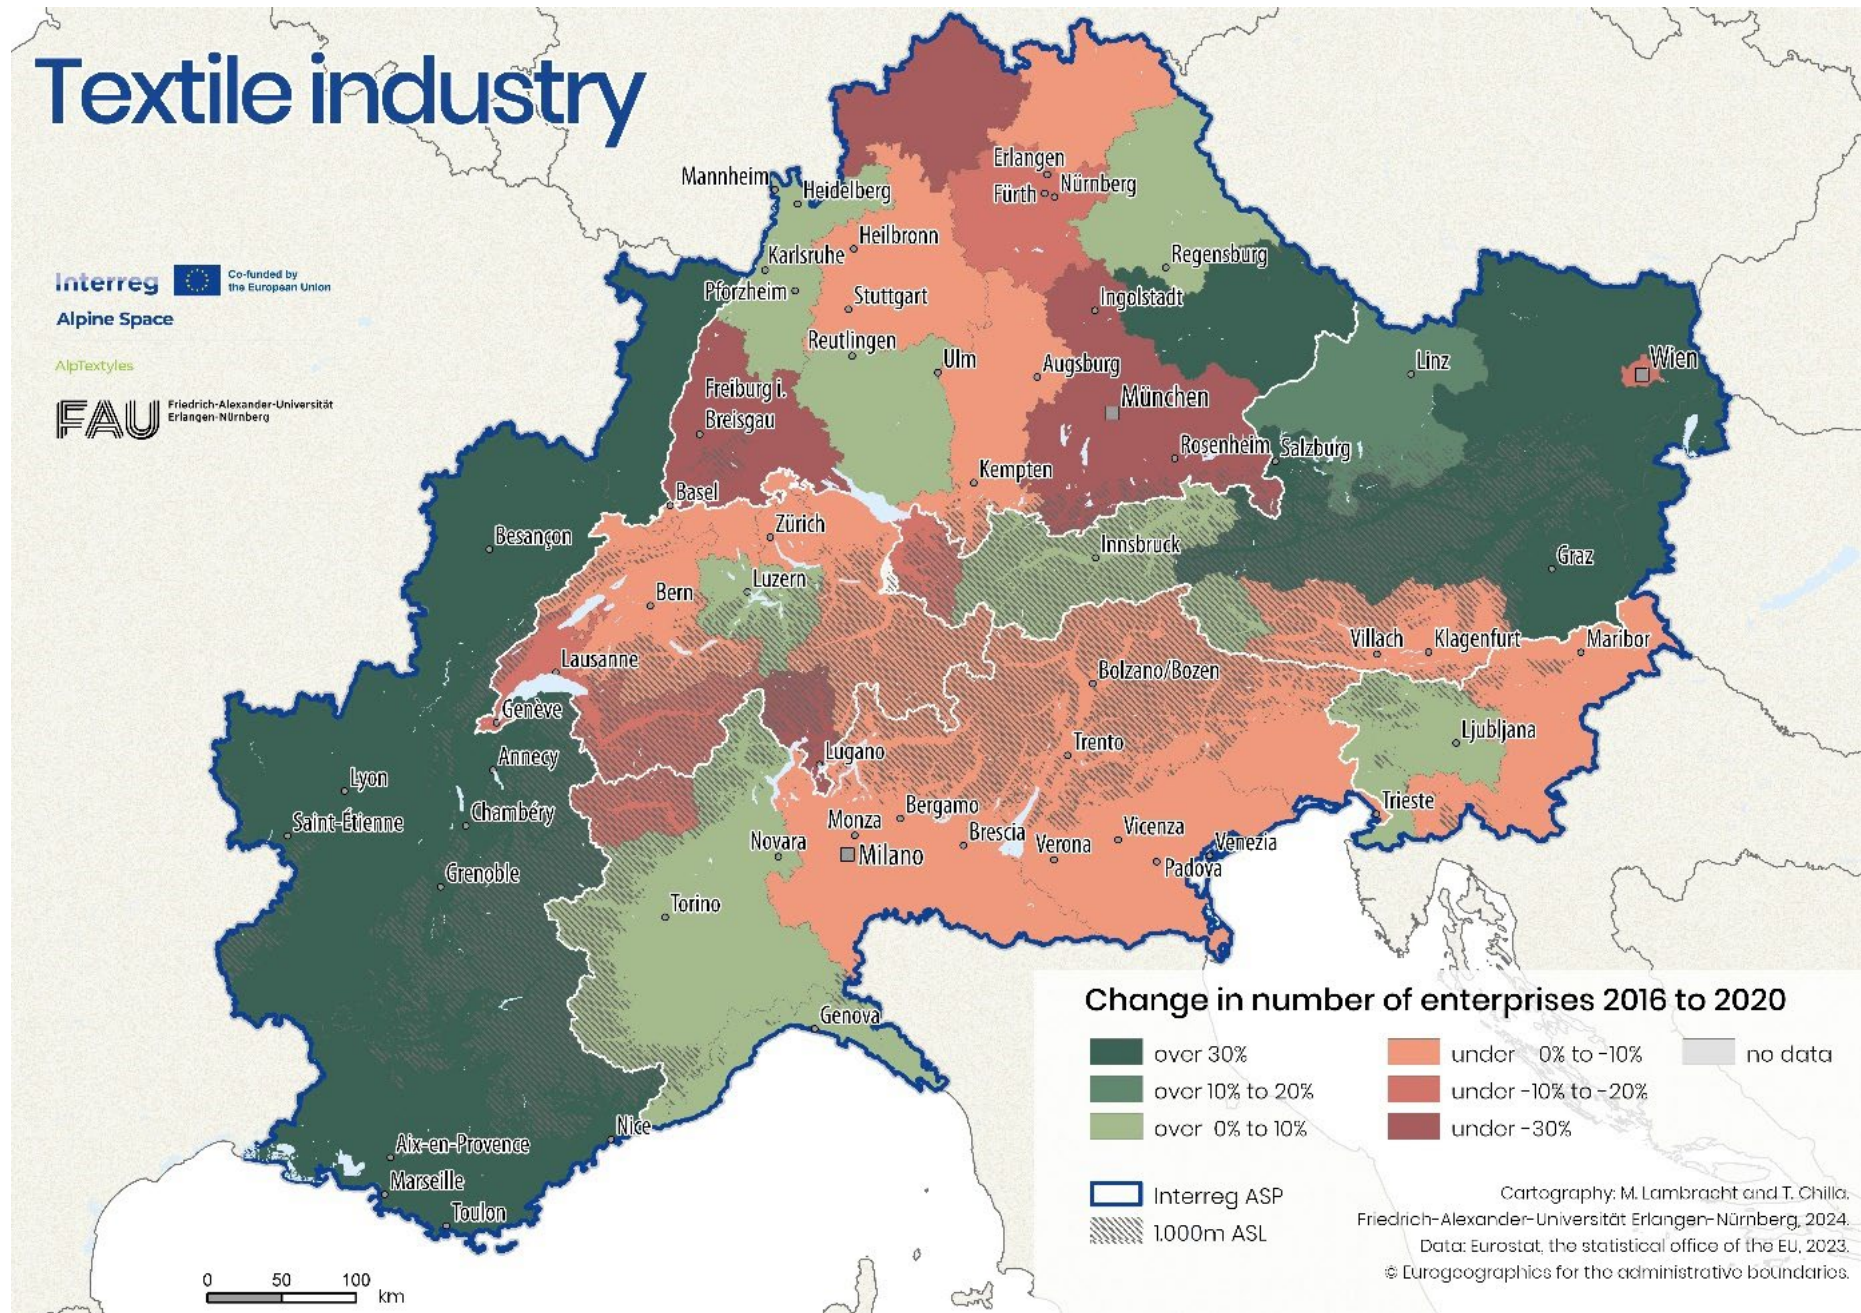 Textile industry
Interreg
Co-funded by
the European Union
Alpine Space
AlpTextyles
FAU
Friedrich-Alexander-Universität
Erlangen-Nürnberg
Mannheim
Heidelberg
Erlangen
Fürth
Nürnberg
Heilbronn
Karlsruhe
Regensburg
Pforzheim
Stuttgart
Ingolstadt
Reutlingen
Ulm
Augsburg
Linz
Wien
Freiburg i.
Breisgau
München
Rosenheim
Salzburg
Kempten
Basel
Besançon
Zürich
Innsbruck
Graz
Bern
Luzern
Lausanne
Villach
Klagenfurt
Maribor
Bolzano/Bozen
Genève
Ljubljana
Annecy
Lugano
Trento
Lyon
Saint-Étienne
Chambéry
Bergamo
Trieste
Monza
Novara
Milano
Brescia
Verona
Vicenza
Venezia
Padova
Grenoble
Torino
Genova
Nice
Aix-en-Provence
Marseille
Toulon
Change in number of enterprises 2016 to 2020
over 30%
over 10% to 20%
over 0% to 10%
under 0% to -10%
under -10% to -20%
under -30%
no data
Interreg ASP
1.000m ASL
Cartography: M. Lambracht and T. Chilla.
Friedrich-Alexander-Universität Erlangen-Nürnberg, 2024.
Data: Eurostat, the statistical office of the EU, 2023.
© Eurogeographics for the administrative boundaries.
0 50 100
km